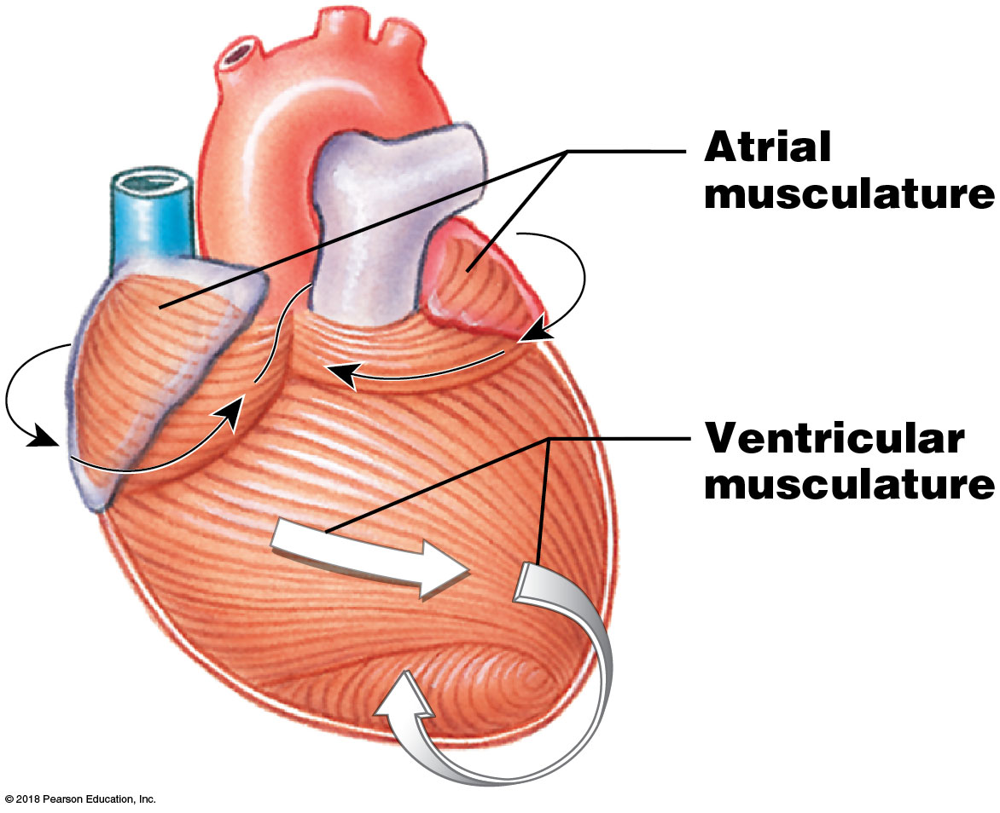 Atrial
musculature
Ventricular
musculature
© 2018 Pearson Education, Inc.